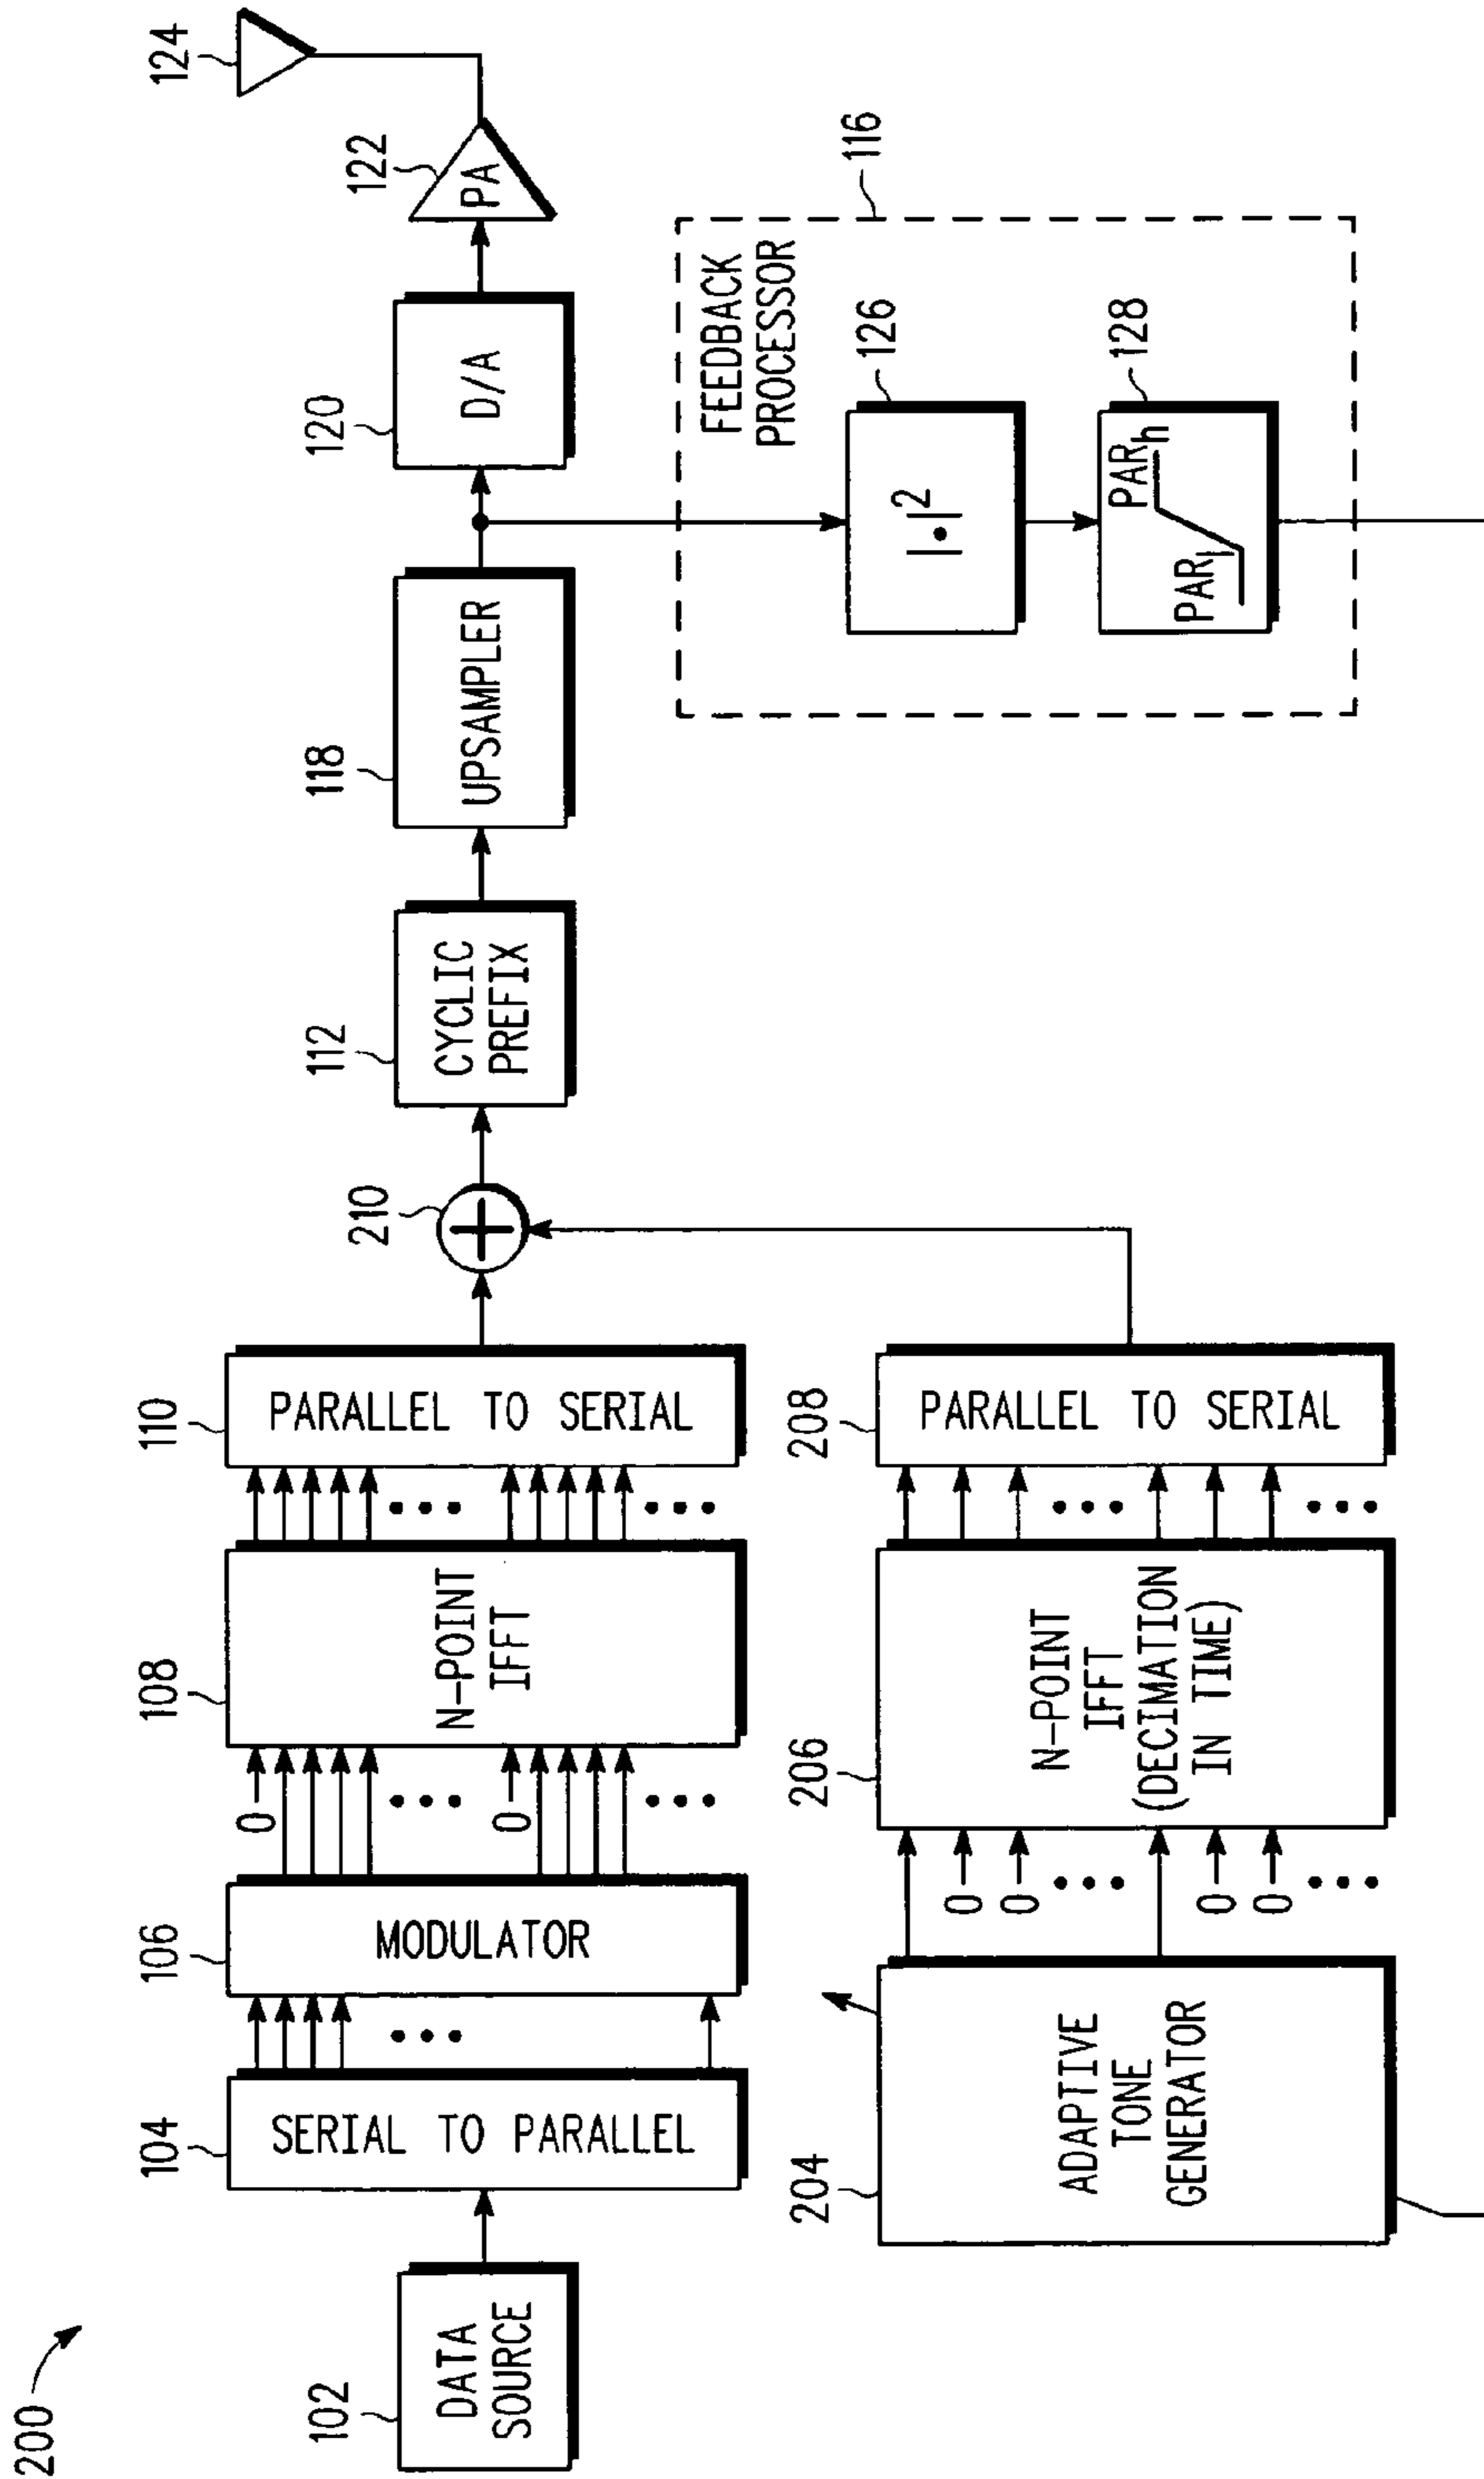 200
102
DATA
SOURCE
104
SERIAL TO PARALLEL
106
MODULATOR
0
0
108
N-POINT
IFFT
110
PARALLEL TO SERIAL
210
112
CYCLIC
PREFIX
118
UPSAMPLER
120
D/A
122
PA
124
204
ADAPTIVE
TONE
GENERATOR
0
0
0
0
206
N-POINT
IFFT
(DECIMATION
IN TIME)
208
PARALLEL TO SERIAL
FEEDBACK
PROCESSOR
116
126
|•|²
128
PARl
PARh